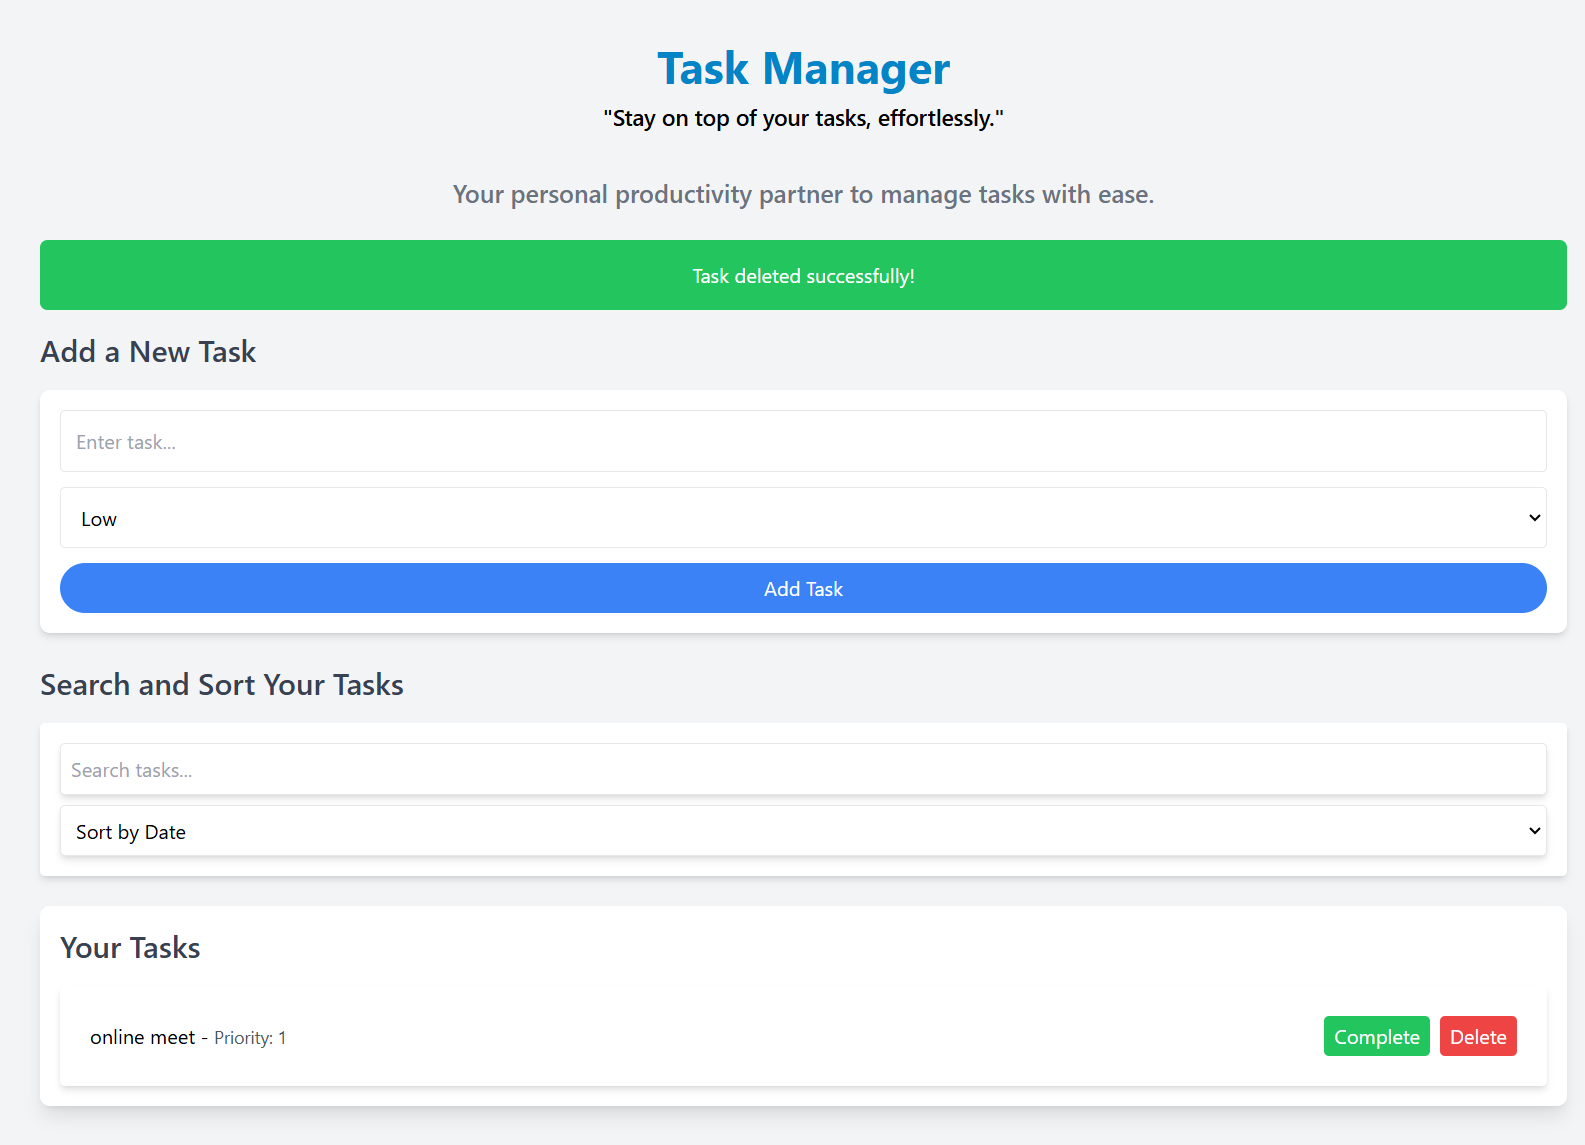 Task Manager
"Stay on top of your tasks, effortlessly."
Your personal productivity partner to manage tasks with ease.
Task deleted successfully!
Add a New Task
Enter task...
Low
Add Task
Search and Sort Your Tasks
Search tasks...
Sort by Date
Your Tasks
online meet - Priority: 1 Complete Delete